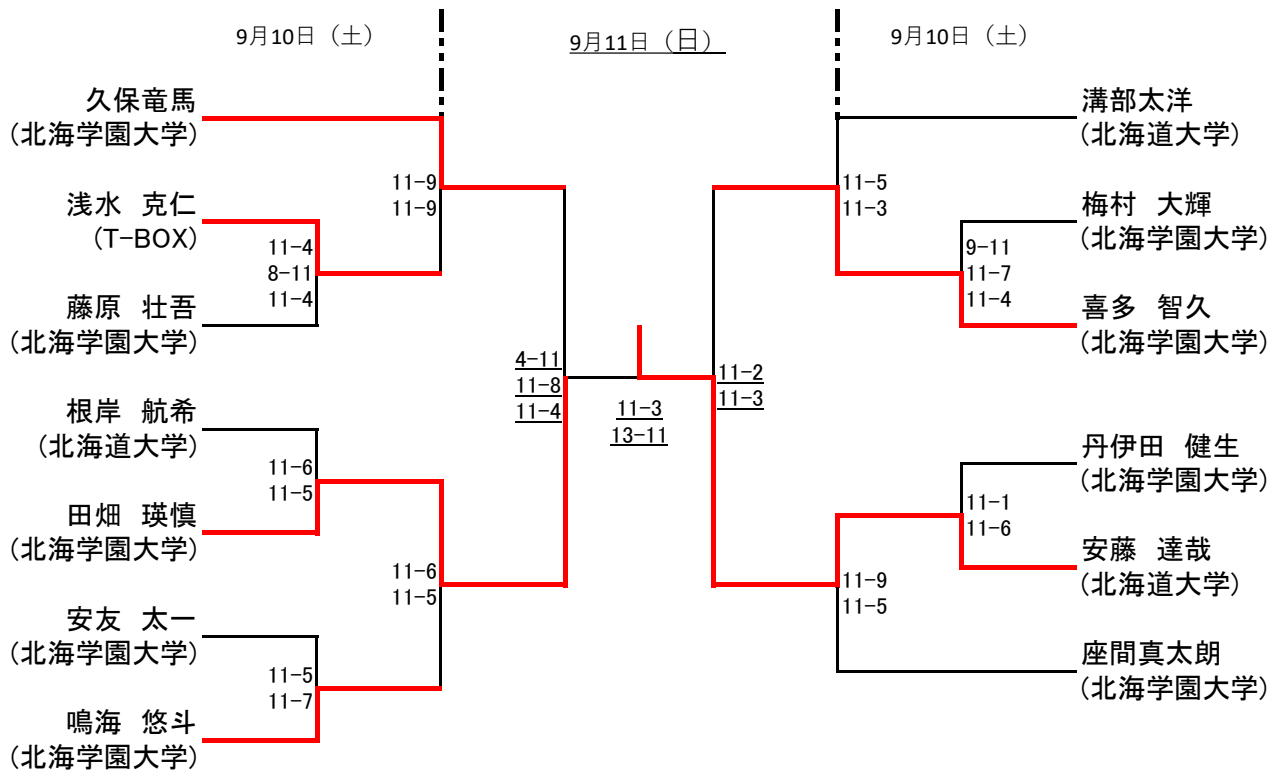 9月10日（土）
9月11日（日）
9月10日（土）
久保竜馬
(北海学園大学)
浅水　克仁
(T-BOX)
藤原　壮吾
(北海学園大学)
根岸　航希
(北海道大学)
田畑　瑛慎
(北海学園大学)
安友　太一
(北海学園大学)
鳴海　悠斗
(北海学園大学)
11-4
8-11
11-4
11-6
11-5
11-5
11-7
11-9
11-9
11-6
11-5
4-11
11-8
11-4
11-3
13-11
11-2
11-3
11-5
11-3
11-9
11-5
9-11
11-7
11-4
11-1
11-6
溝部太洋
(北海道大学)
梅村　大輝
(北海学園大学)
喜多　智久
(北海学園大学)
丹伊田　健生
(北海学園大学)
安藤　達哉
(北海道大学)
座間真太朗
(北海学園大学)